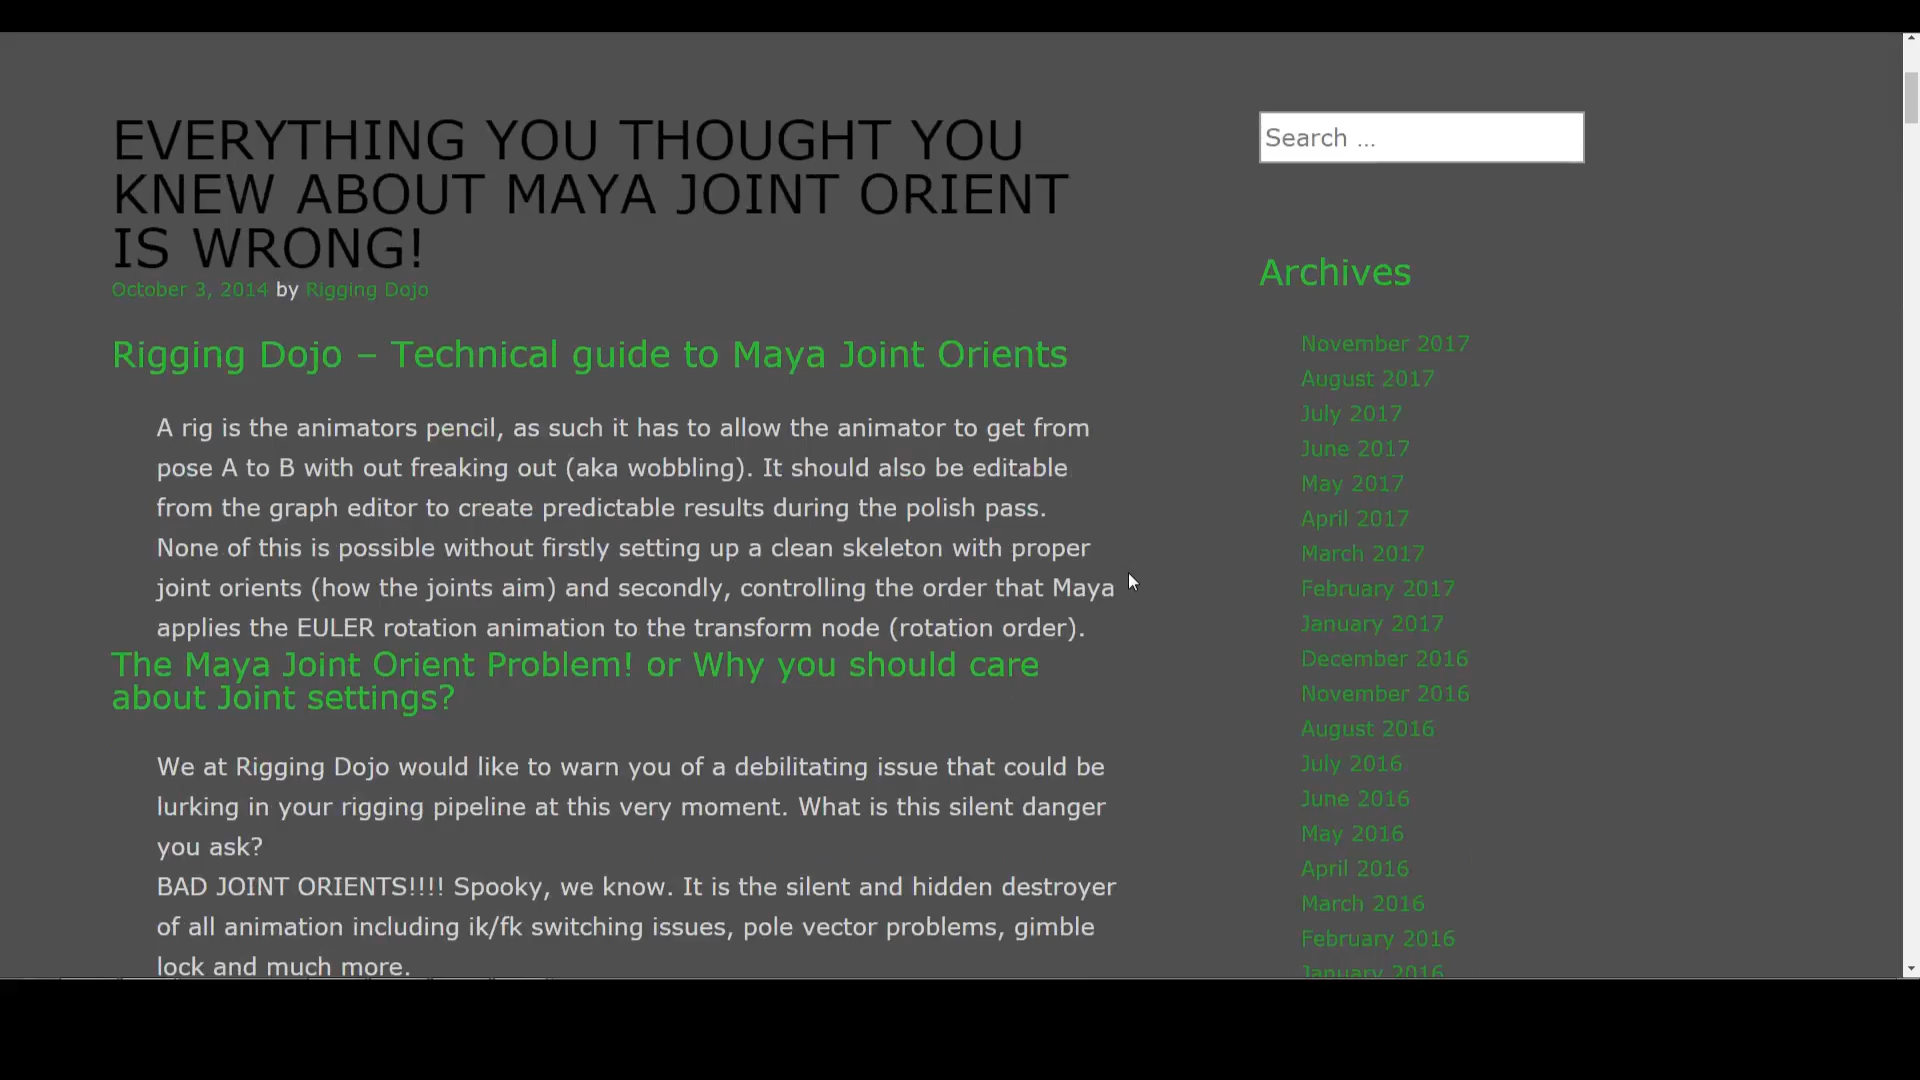 EVERYTHING YOU THOUGHT YOU
KNEW ABOUT MAYA JOINT ORIENT
IS WRONG!
October 3, 2014 by Rigging Dojo
Rigging Dojo – Technical guide to Maya Joint Orients
A rig is the animators pencil, as such it has to allow the animator to get from
pose A to B with out freaking out (aka wobbling). It should also be editable
from the graph editor to create predictable results during the polish pass.
None of this is possible without firstly setting up a clean skeleton with proper
joint orients (how the joints aim) and secondly, controlling the order that Maya
applies the EULER rotation animation to the transform node (rotation order).
The Maya Joint Orient Problem! or Why you should care
about Joint settings?
We at Rigging Dojo would like to warn you of a debilitating issue that could be
lurking in your rigging pipeline at this very moment. What is this silent danger
you ask?
BAD JOINT ORIENTS!!!! Spooky, we know. It is the silent and hidden destroyer
of all animation including ik/fk switching issues, pole vector problems, gimble
lock and much more.
Search ...
Archives
November 2017
August 2017
July 2017
June 2017
May 2017
April 2017
March 2017
February 2017
January 2017
December 2016
November 2016
August 2016
July 2016
June 2016
May 2016
April 2016
March 2016
February 2016
January 2016